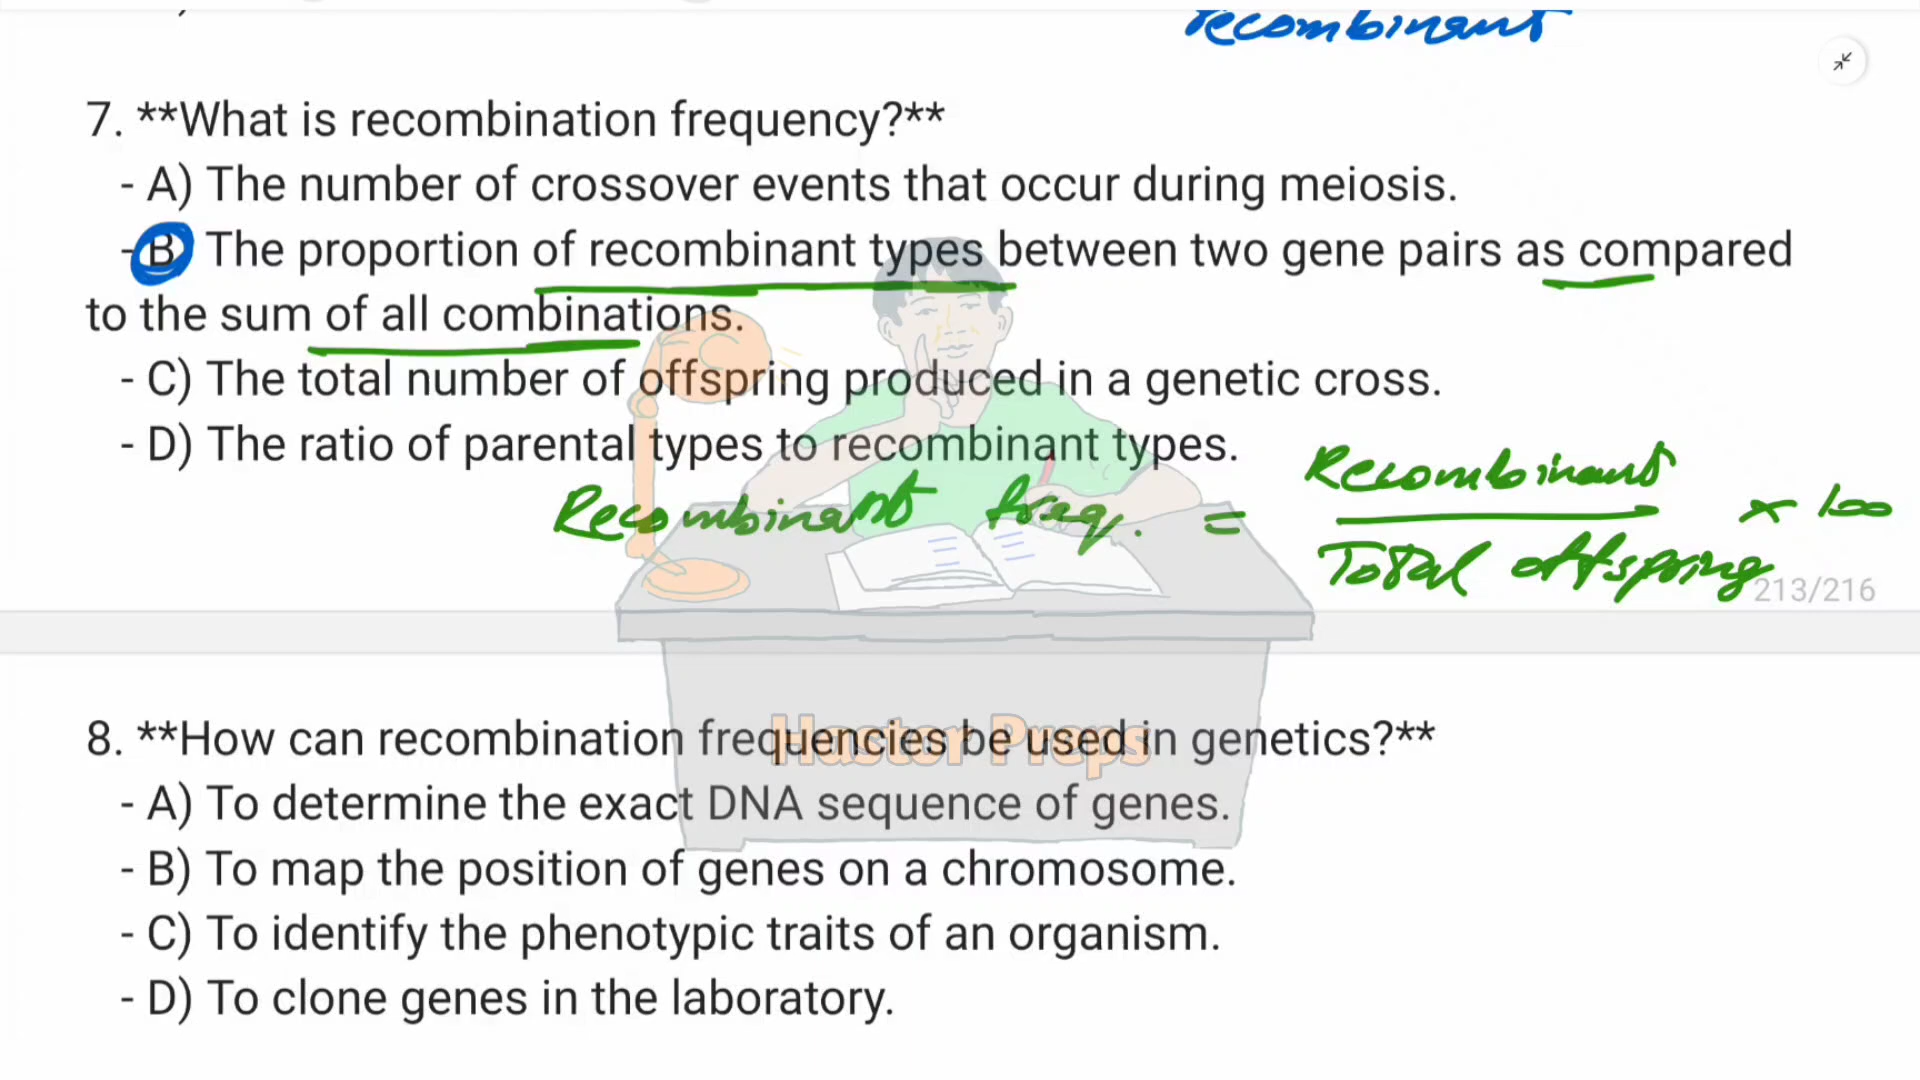 recombinant
7. **What is recombination frequency?**
- A) The number of crossover events that occur during meiosis.
- B) The proportion of recombinant types between two gene pairs as compared
to the sum of all combinations.
- C) The total number of offspring produced in a genetic cross.
- D) The ratio of parental types to recombinant types.
Recombinant freq. = Recombinant / Total offspring × 100
213/216
8. **How can recombination frequencies be used in genetics?**
Hastor Preps
- A) To determine the exact DNA sequence of genes.
- B) To map the position of genes on a chromosome.
- C) To identify the phenotypic traits of an organism.
- D) To clone genes in the laboratory.